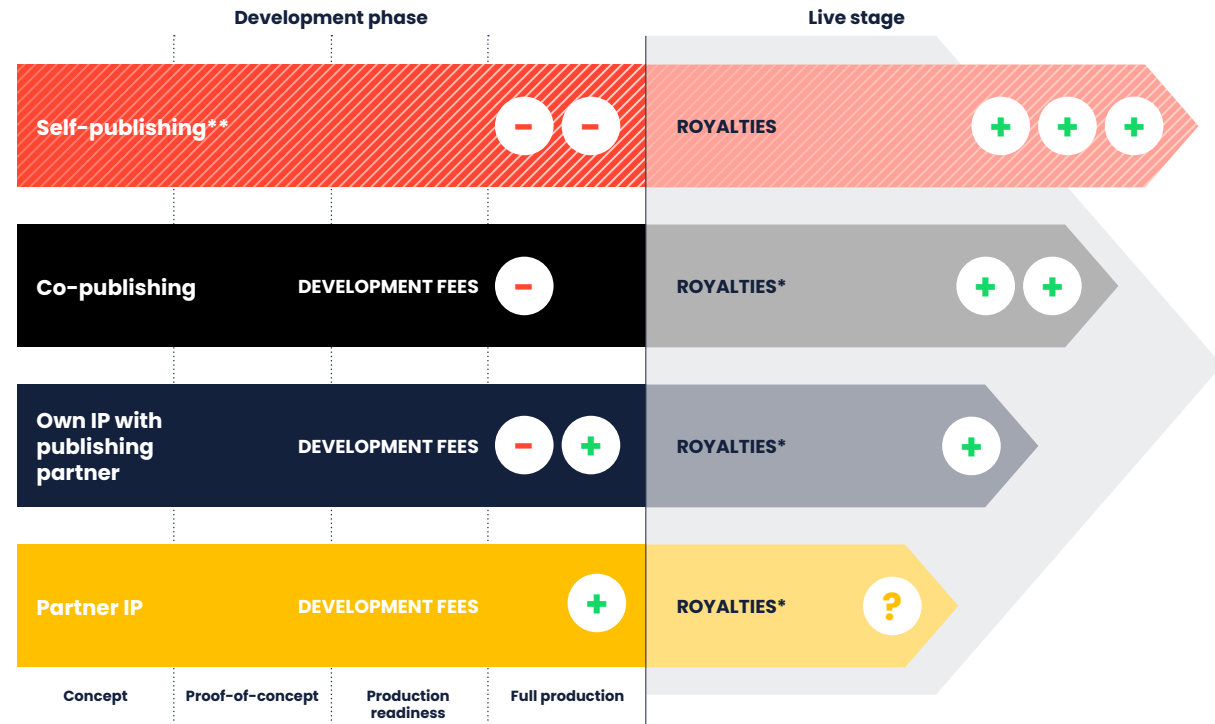 Development phase
Live stage
Self-publishing**
ROYALTIES
Co-publishing
DEVELOPMENT FEES
ROYALTIES*
Own IP with
publishing
partner
DEVELOPMENT FEES
ROYALTIES*
Partner IP
DEVELOPMENT FEES
ROYALTIES*
?
Concept
Proof-of-concept
Production
readiness
Full production